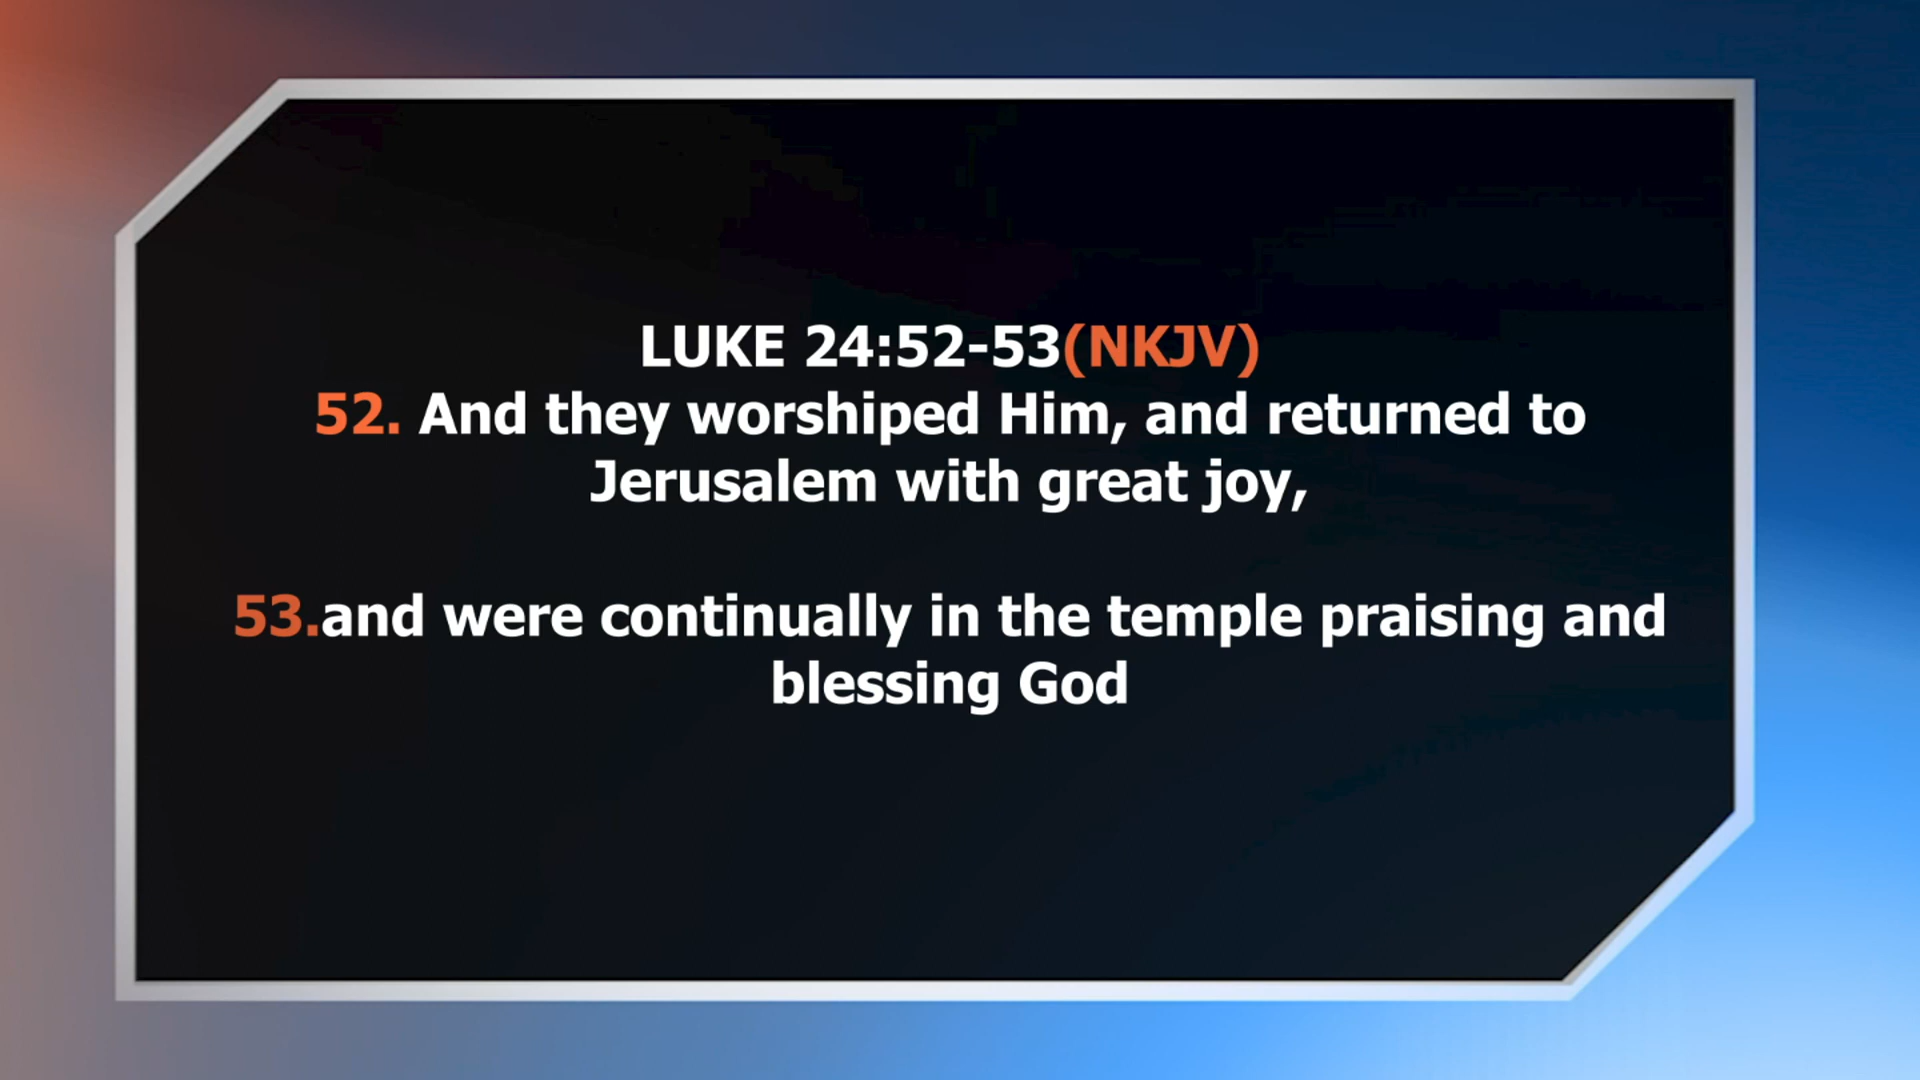 LUKE 24:52-53(NKJV)
52. And they worshiped Him, and returned to
Jerusalem with great joy,
53.and were continually in the temple praising and
blessing God